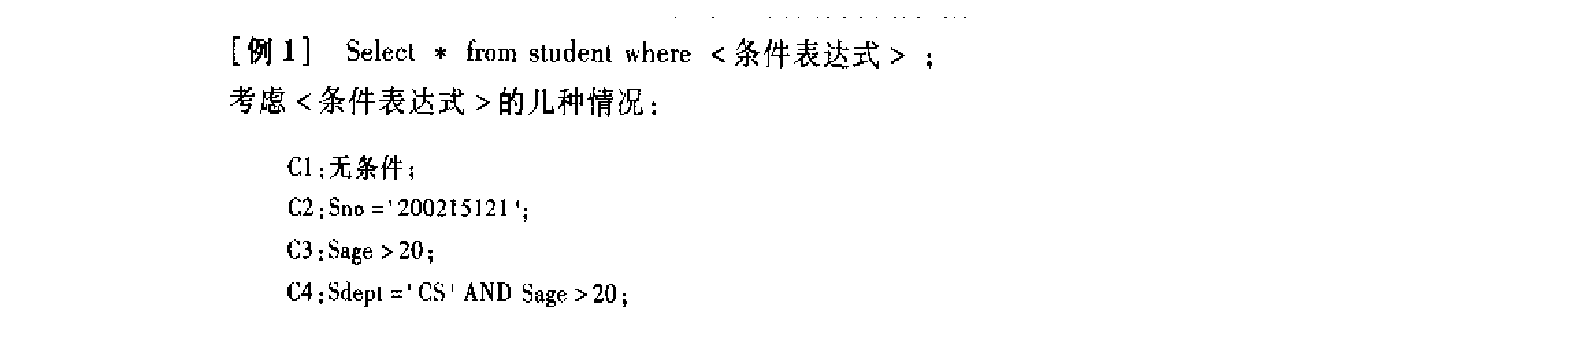 [例1] Select * from student where <条件表达式> ;
考虑<条件表达式>的几种情况:
C1:无条件;
C2:Sno='200215121';
C3:Sage>20;
C4:Sdept='CS' AND Sage>20;